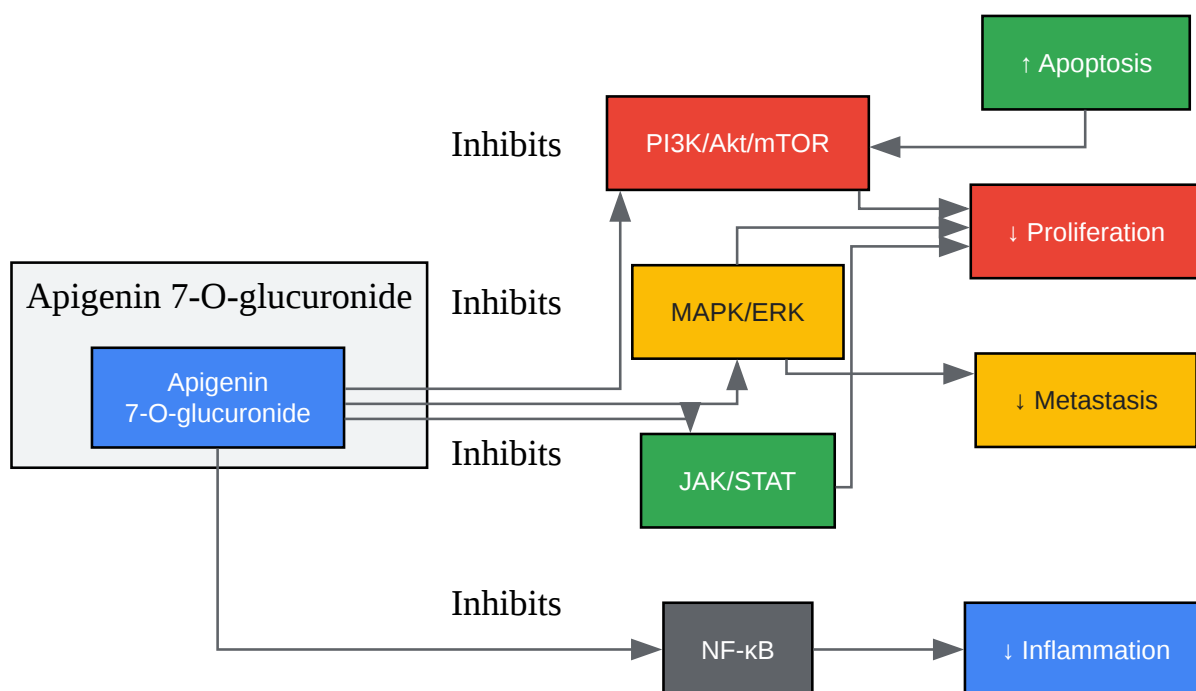 ↑ Apoptosis
Inhibits
PI3K/Akt/mTOR
↓ Proliferation
Apigenin 7-O-glucuronide
Inhibits
MAPK/ERK
Apigenin
7-O-glucuronide
↓ Metastasis
Inhibits
JAK/STAT
Inhibits
NF-κB
↓ Inflammation